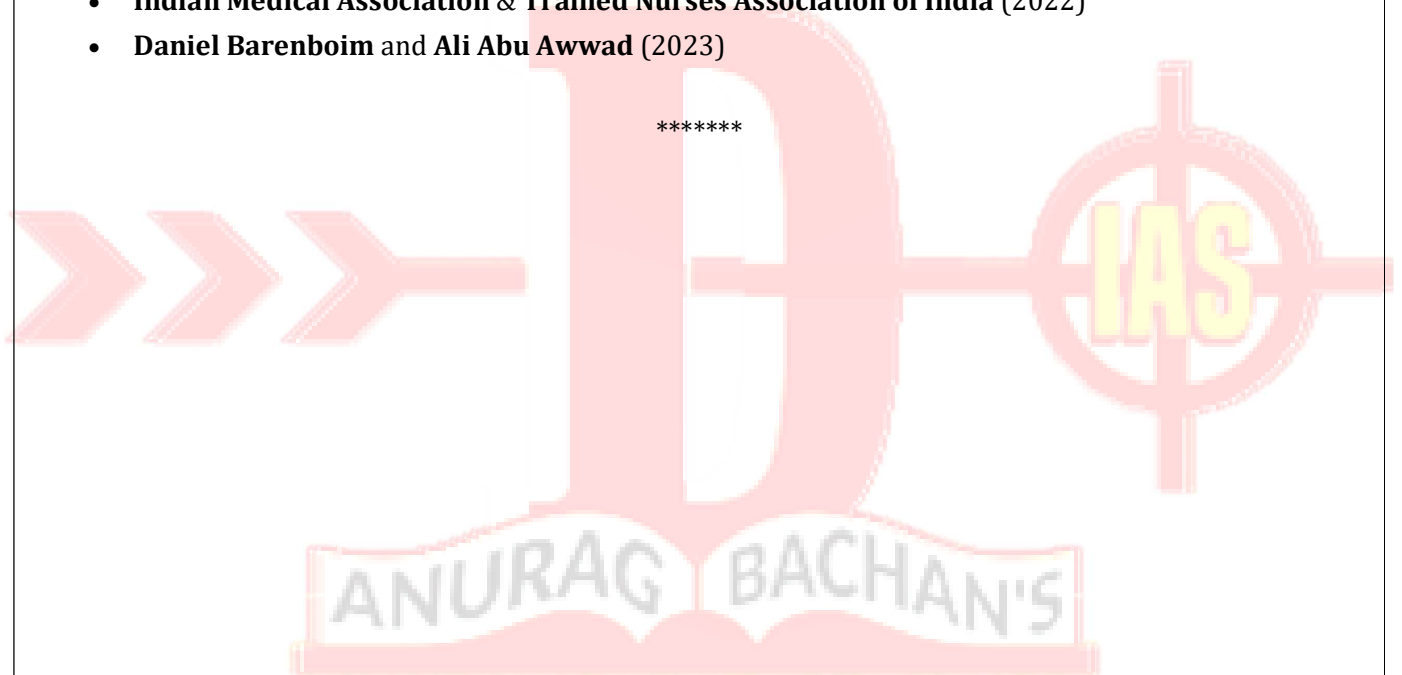 • Indian Medical Association & Trained Nurses Association of India (2022)
• Daniel Barenboim and Ali Abu Awwad (2023)
*******
D
IAS
ANURAG BACHAN'S